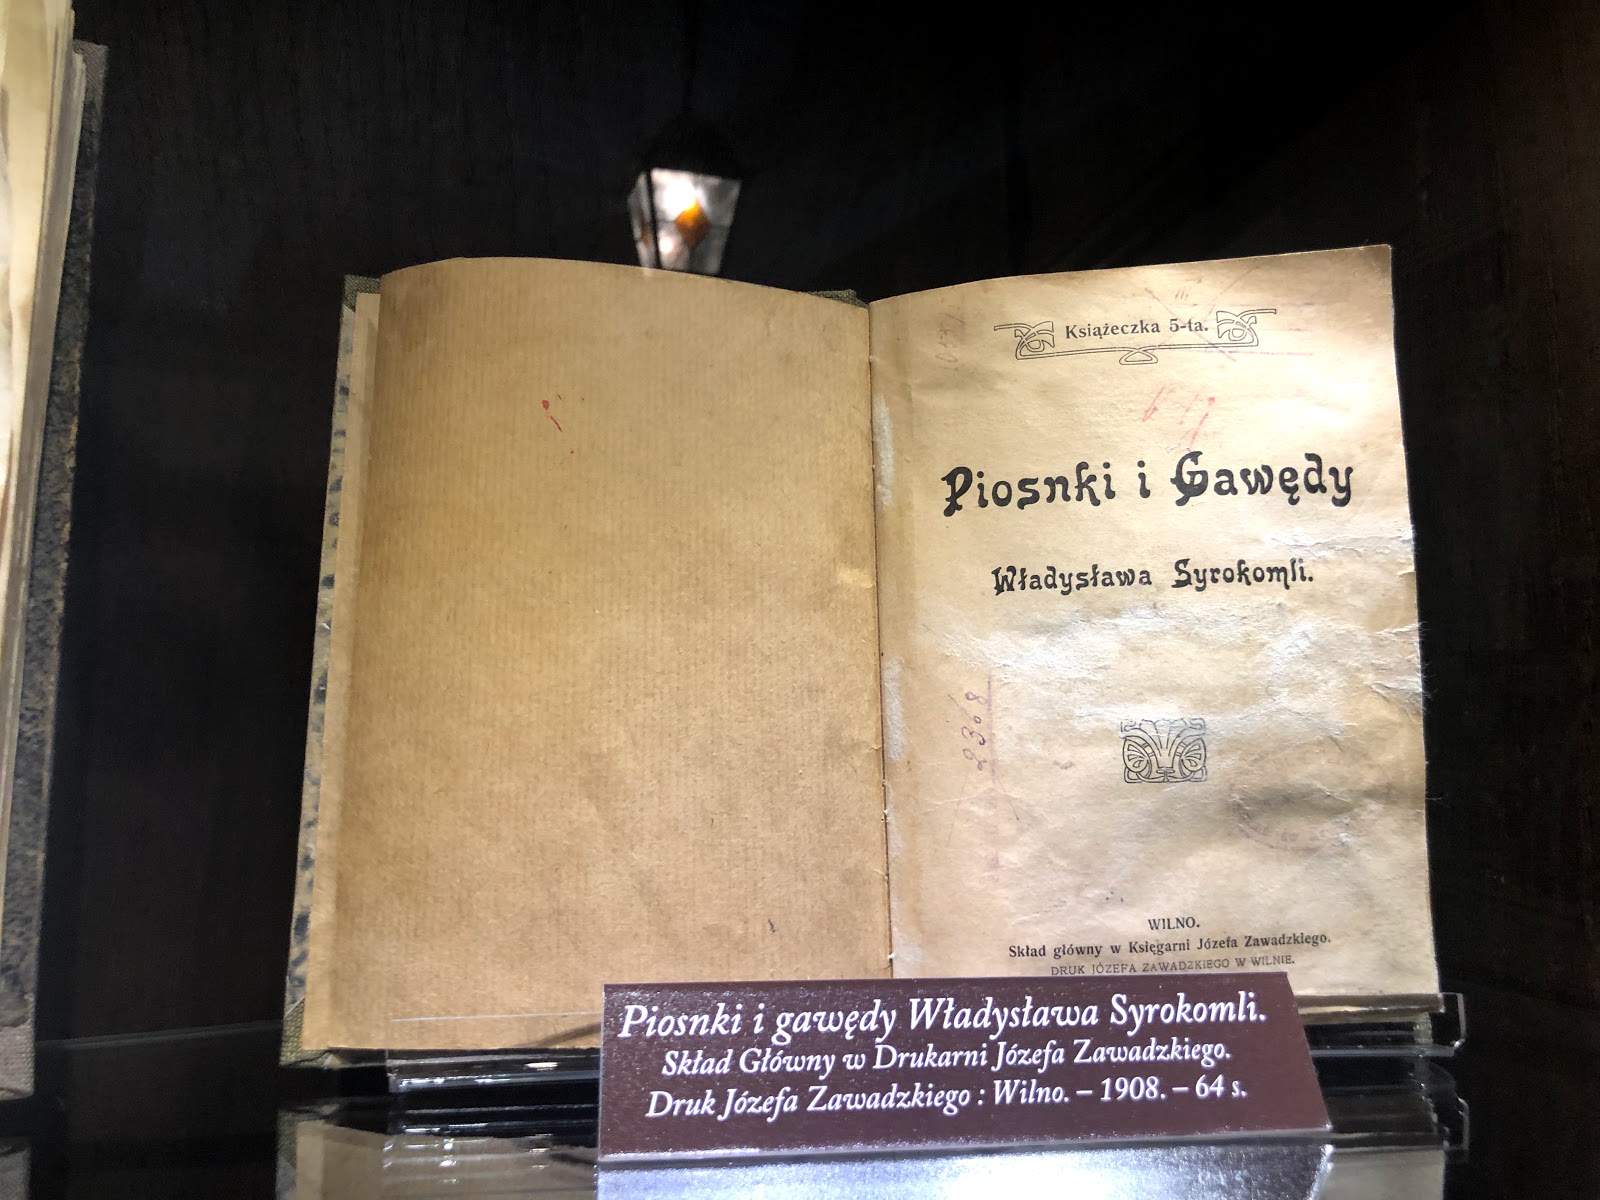 Książeczka 5-ta.
Piosnki i Gawędy
Władysława Syrokomli.
2308
WILNO.
Skład główny w Księgarni Józefa Zawadzkiego.
DRUK JÓZEFA ZAWADZKIEGO W WILNIE.
Piosnki i gawędy Władysława Syrokomli.
Skład Główny w Drukarni Józefa Zawadzkiego.
Druk Józefa Zawadzkiego : Wilno. – 1908. – 64 s.